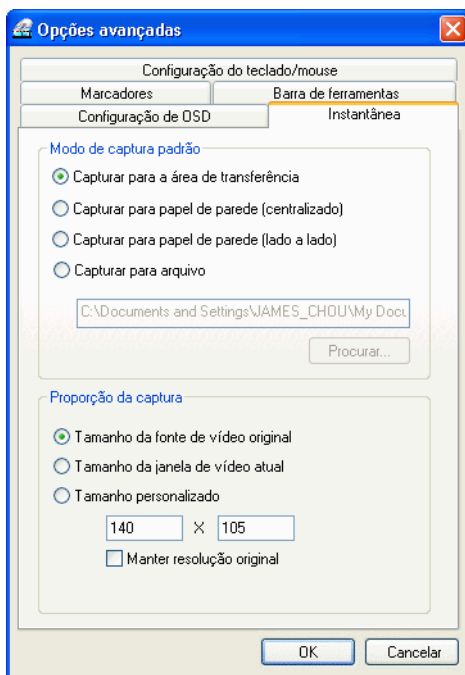 Opções avançadas
Configuração do teclado/mouse
Marcadores
Barra de ferramentas
Configuração de OSD
Instantânea
Modo de captura padrão
Capturar para a área de transferência
Capturar para papel de parede (centralizado)
Capturar para papel de parede (lado a lado)
Capturar para arquivo
C:\Documents and Settings\JAMES_CHOU\My Docu
Procurar...
Proporção da captura
Tamanho da fonte de vídeo original
Tamanho da janela de vídeo atual
Tamanho personalizado
140 X 105
Manter resolução original
OK Cancelar